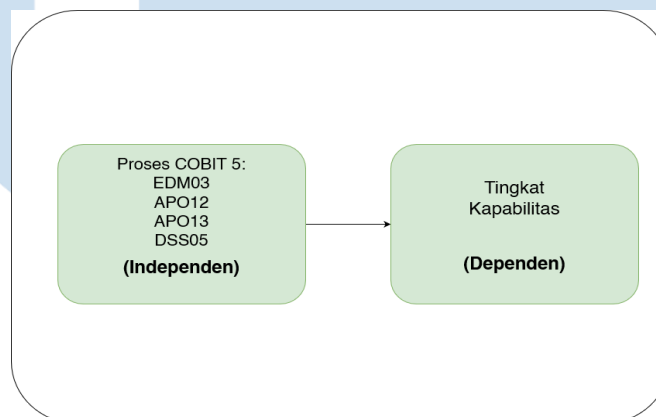 Proses COBIT 5:
EDM03
APO12
APO13
DSS05
(Independen)
Tingkat
Kapabilitas
(Dependen)